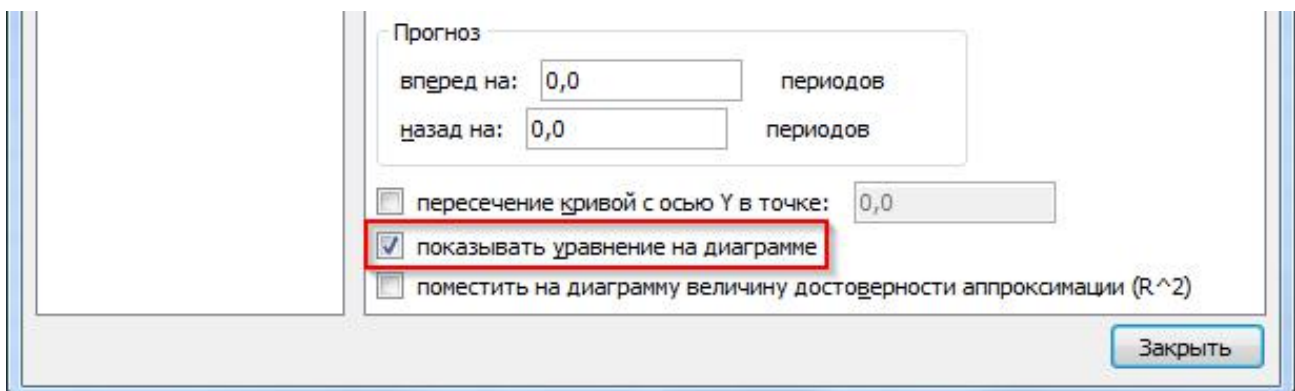 Прогноз
вперед на: 0,0 периодов
назад на: 0,0 периодов
пересечение кривой с осью Y в точке: 0,0
показывать уравнение на диаграмме
поместить на диаграмму величину достоверности аппроксимации (R^2)
Закрыть